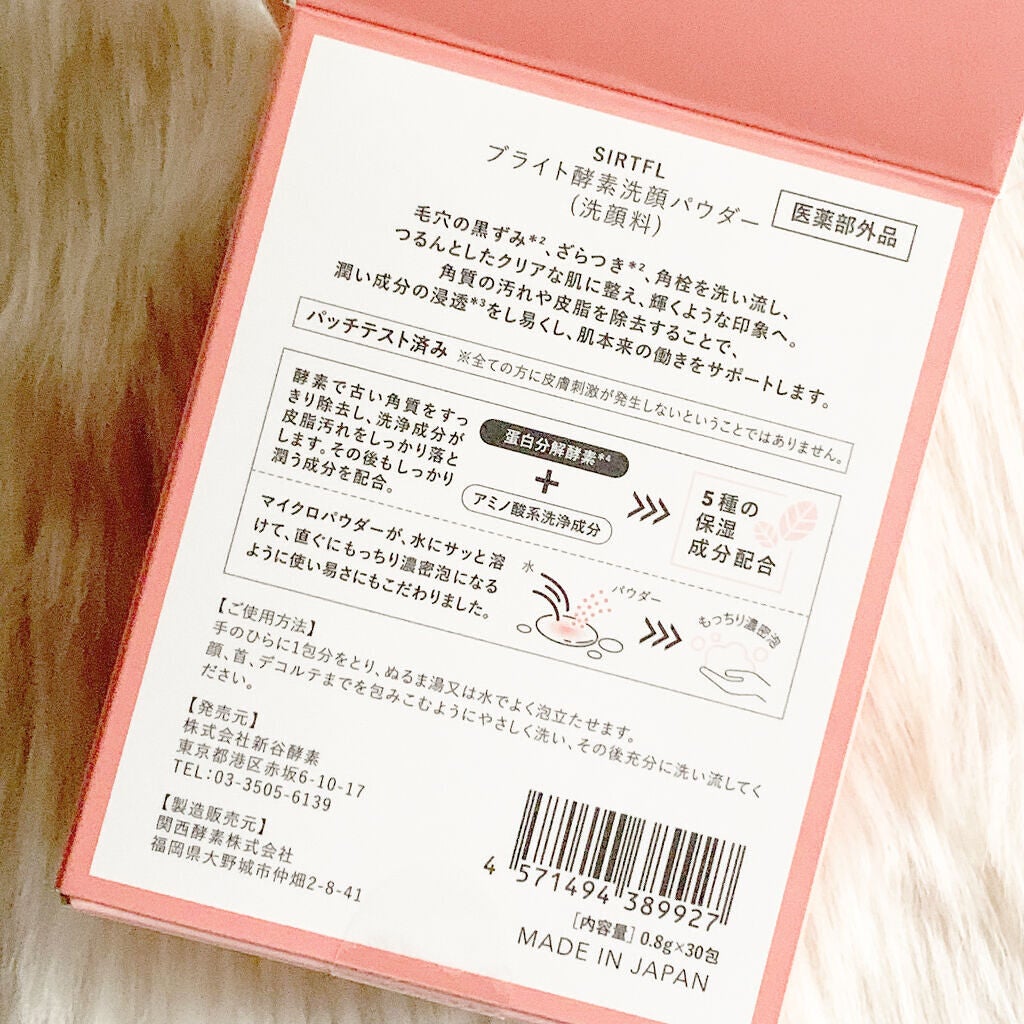 SIRTFL
ブライト酵素洗顔パウダー
(洗顔料)
医薬部外品
毛穴の黒ずみ*2、ざらつき*2、角栓を洗い流し、
つるんとしたクリアな肌に整え、輝くような印象へ。
角質の汚れや皮脂を除去することで、
潤い成分の浸透*3をし易くし、肌本来の働きをサポートします。
パッチテスト済み ※全ての方に皮膚刺激が発生しないということではありません。
酵素で古い角質をすっ
きり除去し、洗浄成分が
皮脂汚れをしっかり落と
します。その後もしっかり
潤う成分を配合。
蛋白分解酵素*4
+
アミノ酸系洗浄成分
5種の
保湿
成分配合
マイクロパウダーが、水にサッと溶
けて、直ぐにもっちり濃密泡になる
ように使い易さにもこだわりました。
水
パウダー
もっちり濃密泡
【ご使用方法】
手のひらに1包分をとり、ぬるま湯又は水でよく泡立たせます。
顔、首、デコルテまでを包みこむようにやさしく洗い、その後充分に洗い流してく
ださい。
【発売元】
株式会社新谷酵素
東京都港区赤坂6-10-17
TEL:03-3505-6139
【製造販売元】
関西酵素株式会社
福岡県大野城市仲畑2-8-41
4 571494 389927
[内容量] 0.8g×30包
MADE IN JAPAN